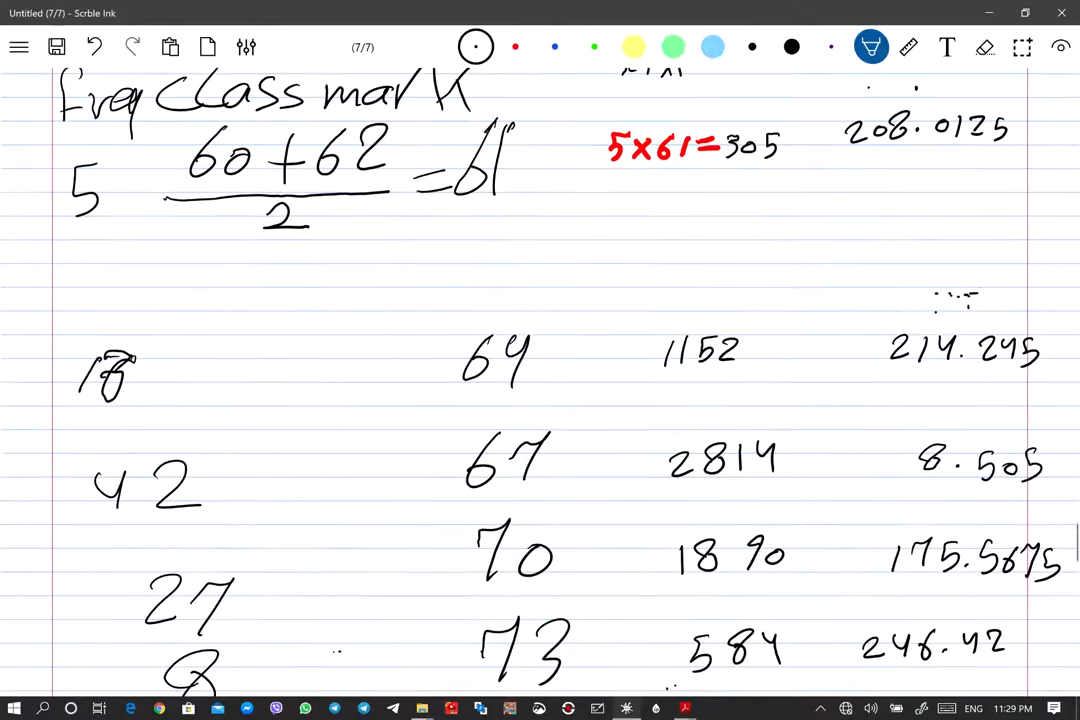 Untitled (7/7) - Scrble Ink
(7/7)
Freq Class mark
5 × 61 = 305 208.0125
5 60 + 62 / 2 = 61
18 64 1152 214.245
42 67 2814 8.505
27 70 1890 175.5675
8 73 584 246.42
11:29 PM